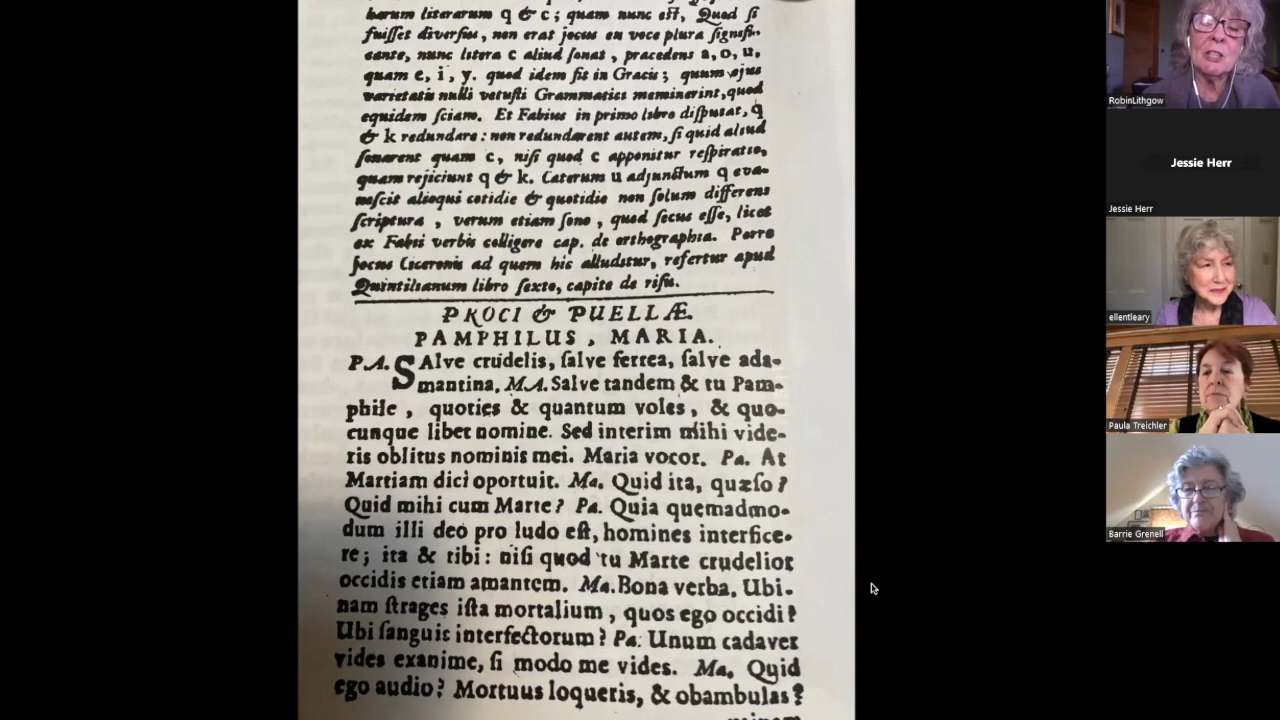 harum literarum q & c; quam nunc est, Quod si
fuisset diversus, non erat jocus en voce plura signifi-
cante, nunc litera c aliud sonat, præcedens a, o, u,
quam e, i, y. quod idem fit in Græcis; quum ejus
varietatis nulli vetusti Grammatici meminerint, quod
equidem sciam. Et Fabius in primo libro disputat, q
& k redundare: non redundarent autem, si quid aliud
sonarent quam c, nisi quod c apponitur respiratio,
quam rejiciunt q & k. Cæterum u adjunctum q eva-
nescit alioqui cotidie & quotidie non solum differens
scriptura, verum etiam sono, quod secus esse, licet
ex Fabii verbis colligere cap. de orthographia. Porro
jocus Ciceronis ad quem hic alluditur, refertur apud
Quintilianum libro sexto, capite de risu.
PROCI & PUELLÆ.
PAMPHILUS, MARIA.
PA. SAlve crudelis, ſalve ferrea, ſalve ada-
mantina. MA. Salve tandem & tu Pam-
phile, quoties & quantum voles, & quo-
cunque libet nomine. Sed interim mihi vide-
ris oblitus nominis mei. Maria vocor. Pa. At
Martiam dici oportuit. Ma. Quid ita, quæſo?
Quid mihi cum Marte? Pa. Quia quemadmo-
dum illi deo pro ludo eſt, homines interfice-
re; ita & tibi: niſi quod tu Marte crudelior
occidis etiam amantem. Ma. Bona verba. Ubi-
nam ſtrages iſta mortalium, quos ego occidi?
Ubi ſanguis interfectorum? Pa. Unum cadaver
vides exanime, ſi modo me vides. Ma. Quid
ego audio? Mortuus loqueris, & obambulas?
RobinLithgow
Jessie Herr
Jessie Herr
ellentleary
Paula Treichler
Barrie Grenell